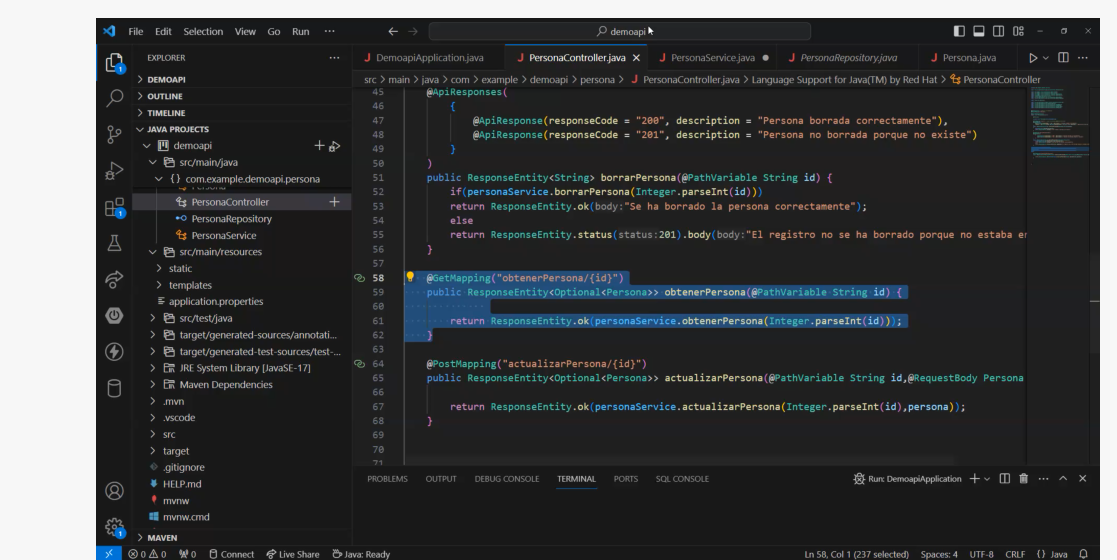 File Edit Selection View Go Run ···
demoapi
EXPLORER ···
DEMOAPI
OUTLINE
TIMELINE
JAVA PROJECTS
demoapi
src/main/java
com.example.demoapi.persona
PersonaController
PersonaRepository
PersonaService
src/main/resources
static
templates
application.properties
src/test/java
target/generated-sources/annotati...
target/generated-test-sources/test-...
JRE System Library [JavaSE-17]
Maven Dependencies
.mvn
.vscode
src
target
.gitignore
HELP.md
mvnw
mvnw.cmd
MAVEN
DemoapiApplication.java PersonaController.java PersonaService.java PersonaRepository.java Persona.java
src > main > java > com > example > demoapi > persona > PersonaController.java > Language Support for Java(TM) by Red Hat > PersonaController
45 @ApiResponses(
46 {
47 @ApiResponse(responseCode = "200", description = "Persona borrada correctamente"),
48 @ApiResponse(responseCode = "201", description = "Persona no borrada porque no existe")
49 }
50 )
51 public ResponseEntity<String> borrarPersona(@PathVariable String id) {
52 if(personaService.borrarPersona(Integer.parseInt(id)))
53 return ResponseEntity.ok(body:"Se ha borrado la persona correctamente");
54 else
55 return ResponseEntity.status(status:201).body(body:"El registro no se ha borrado porque no estaba en
56 }
57
58 @GetMapping("obtenerPersona/{id}")
59 public ResponseEntity<Optional<Persona>> obtenerPersona(@PathVariable String id) {
60
61 return ResponseEntity.ok(personaService.obtenerPersona(Integer.parseInt(id)));
62 }
63
64 @PostMapping("actualizarPersona/{id}")
65 public ResponseEntity<Optional<Persona>> actualizarPersona(@PathVariable String id,@RequestBody Persona
66
67 return ResponseEntity.ok(personaService.actualizarPersona(Integer.parseInt(id),persona));
68 }
69
70
71
PROBLEMS OUTPUT DEBUG CONSOLE TERMINAL PORTS SQL CONSOLE Run: DemoapiApplication
0 0 0 Connect Live Share Java: Ready Ln 58, Col 1 (237 selected) Spaces: 4 UTF-8 CRLF {} Java